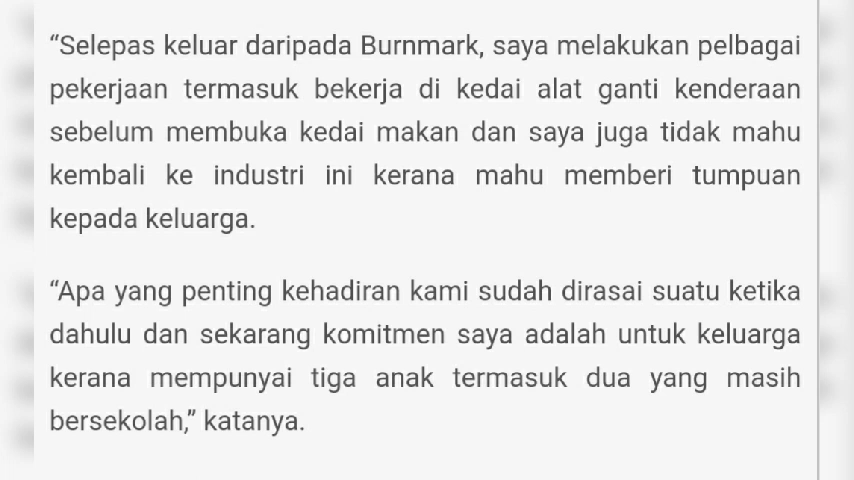 “Selepas keluar daripada Burnmark, saya melakukan pelbagai
pekerjaan termasuk bekerja di kedai alat ganti kenderaan
sebelum membuka kedai makan dan saya juga tidak mahu
kembali ke industri ini kerana mahu memberi tumpuan
kepada keluarga.
“Apa yang penting kehadiran kami sudah dirasai suatu ketika
dahulu dan sekarang komitmen saya adalah untuk keluarga
kerana mempunyai tiga anak termasuk dua yang masih
bersekolah,” katanya.